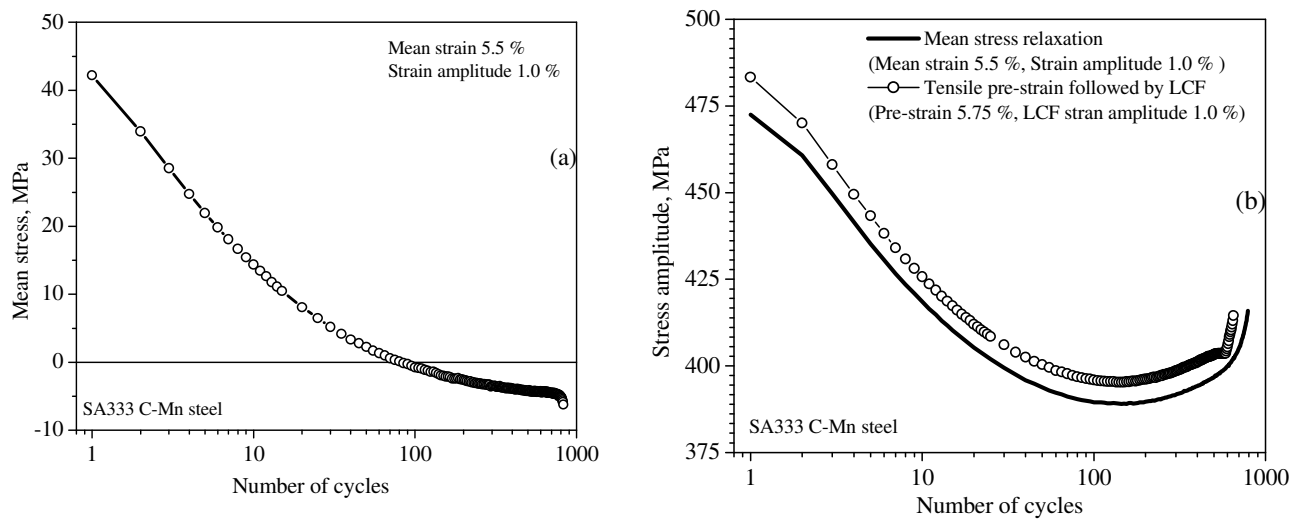 50
40
30
20
10
0
-10
Mean stress, MPa
Mean strain 5.5 %
Strain amplitude 1.0 %
(a)
SA333 C-Mn steel
1
10
100
1000
Number of cycles
500
475
450
425
400
375
Stress amplitude, MPa
Mean stress relaxation
(Mean strain 5.5 %, Strain amplitude 1.0 % )
Tensile pre-strain followed by LCF
(Pre-strain 5.75 %, LCF stran amplitude 1.0 %)
(b)
SA333 C-Mn steel
1
10
100
1000
Number of cycles